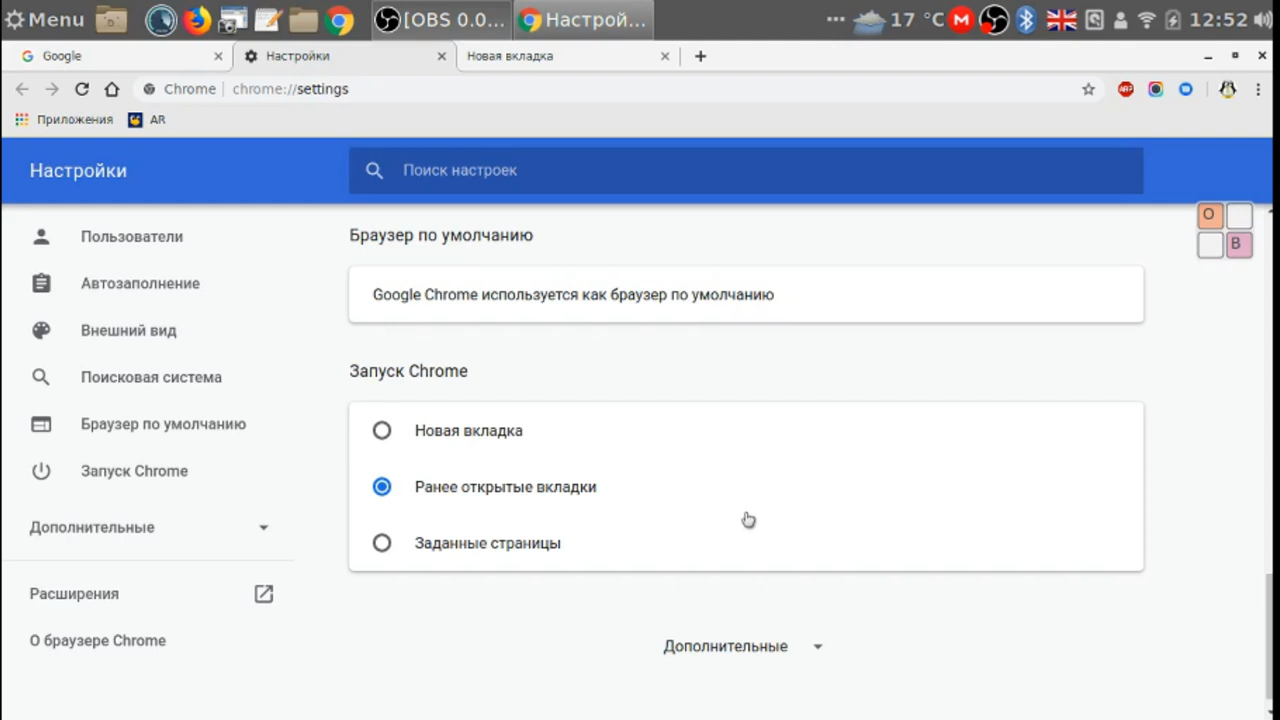 Menu [OBS 0.0... Настрой... 17 °C M 12:52
Google Настройки Новая вкладка
Chrome chrome://settings ABP
Приложения AR
Настройки Поиск настроек
Пользователи
Автозаполнение
Внешний вид
Поисковая система
Браузер по умолчанию
Запуск Chrome
Дополнительные
Расширения
О браузере Chrome
Браузер по умолчанию
Google Chrome используется как браузер по умолчанию
Запуск Chrome
Новая вкладка
Ранее открытые вкладки
Заданные страницы
Дополнительные
O
B